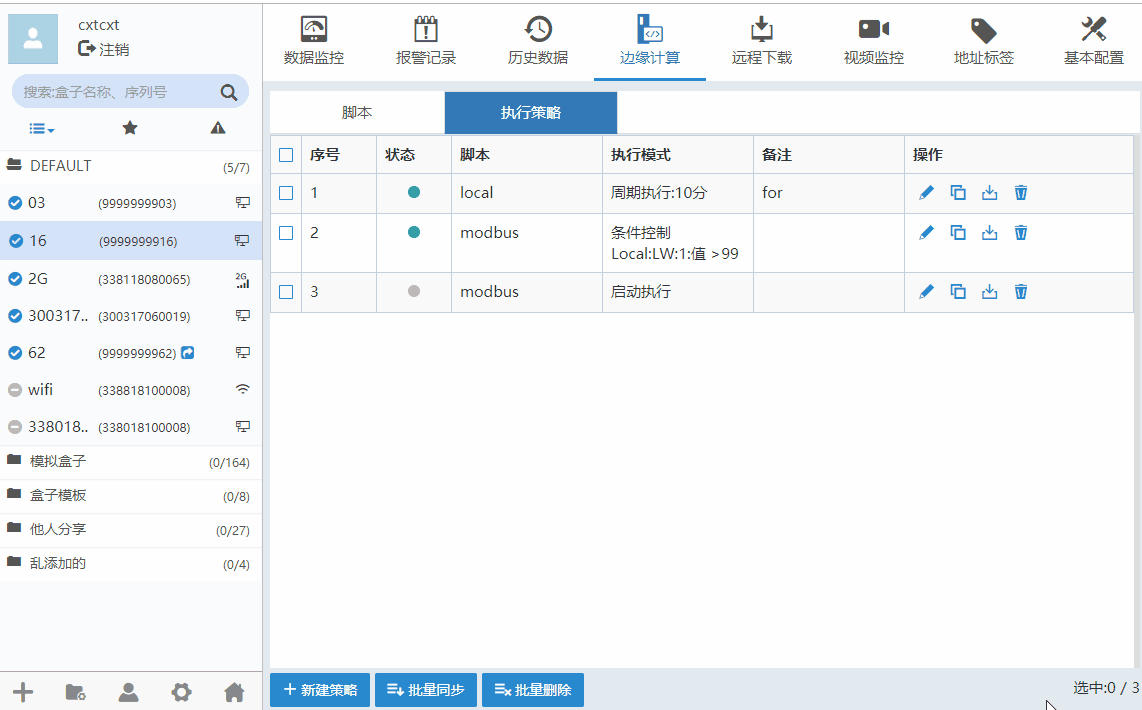 cxtcxt
注销
搜索:盒子名称、序列号
DEFAULT (5/7)
03 (9999999903)
16 (9999999916)
2G (338118080065) 2G
300317.. (300317060019)
62 (9999999962)
wifi (338818100008)
338018.. (338018100008)
模拟盒子 (0/164)
盒子模板 (0/8)
他人分享 (0/27)
乱添加的 (0/4)
数据监控 报警记录 历史数据 边缘计算 远程下载 视频监控 地址标签 基本配置
脚本 执行策略
序号 状态 脚本 执行模式 备注 操作
1 local 周期执行:10分 for
2 modbus 条件控制
Local:LW:1:值 >99
3 modbus 启动执行
新建策略 批量同步 批量删除 选中:0 / 3